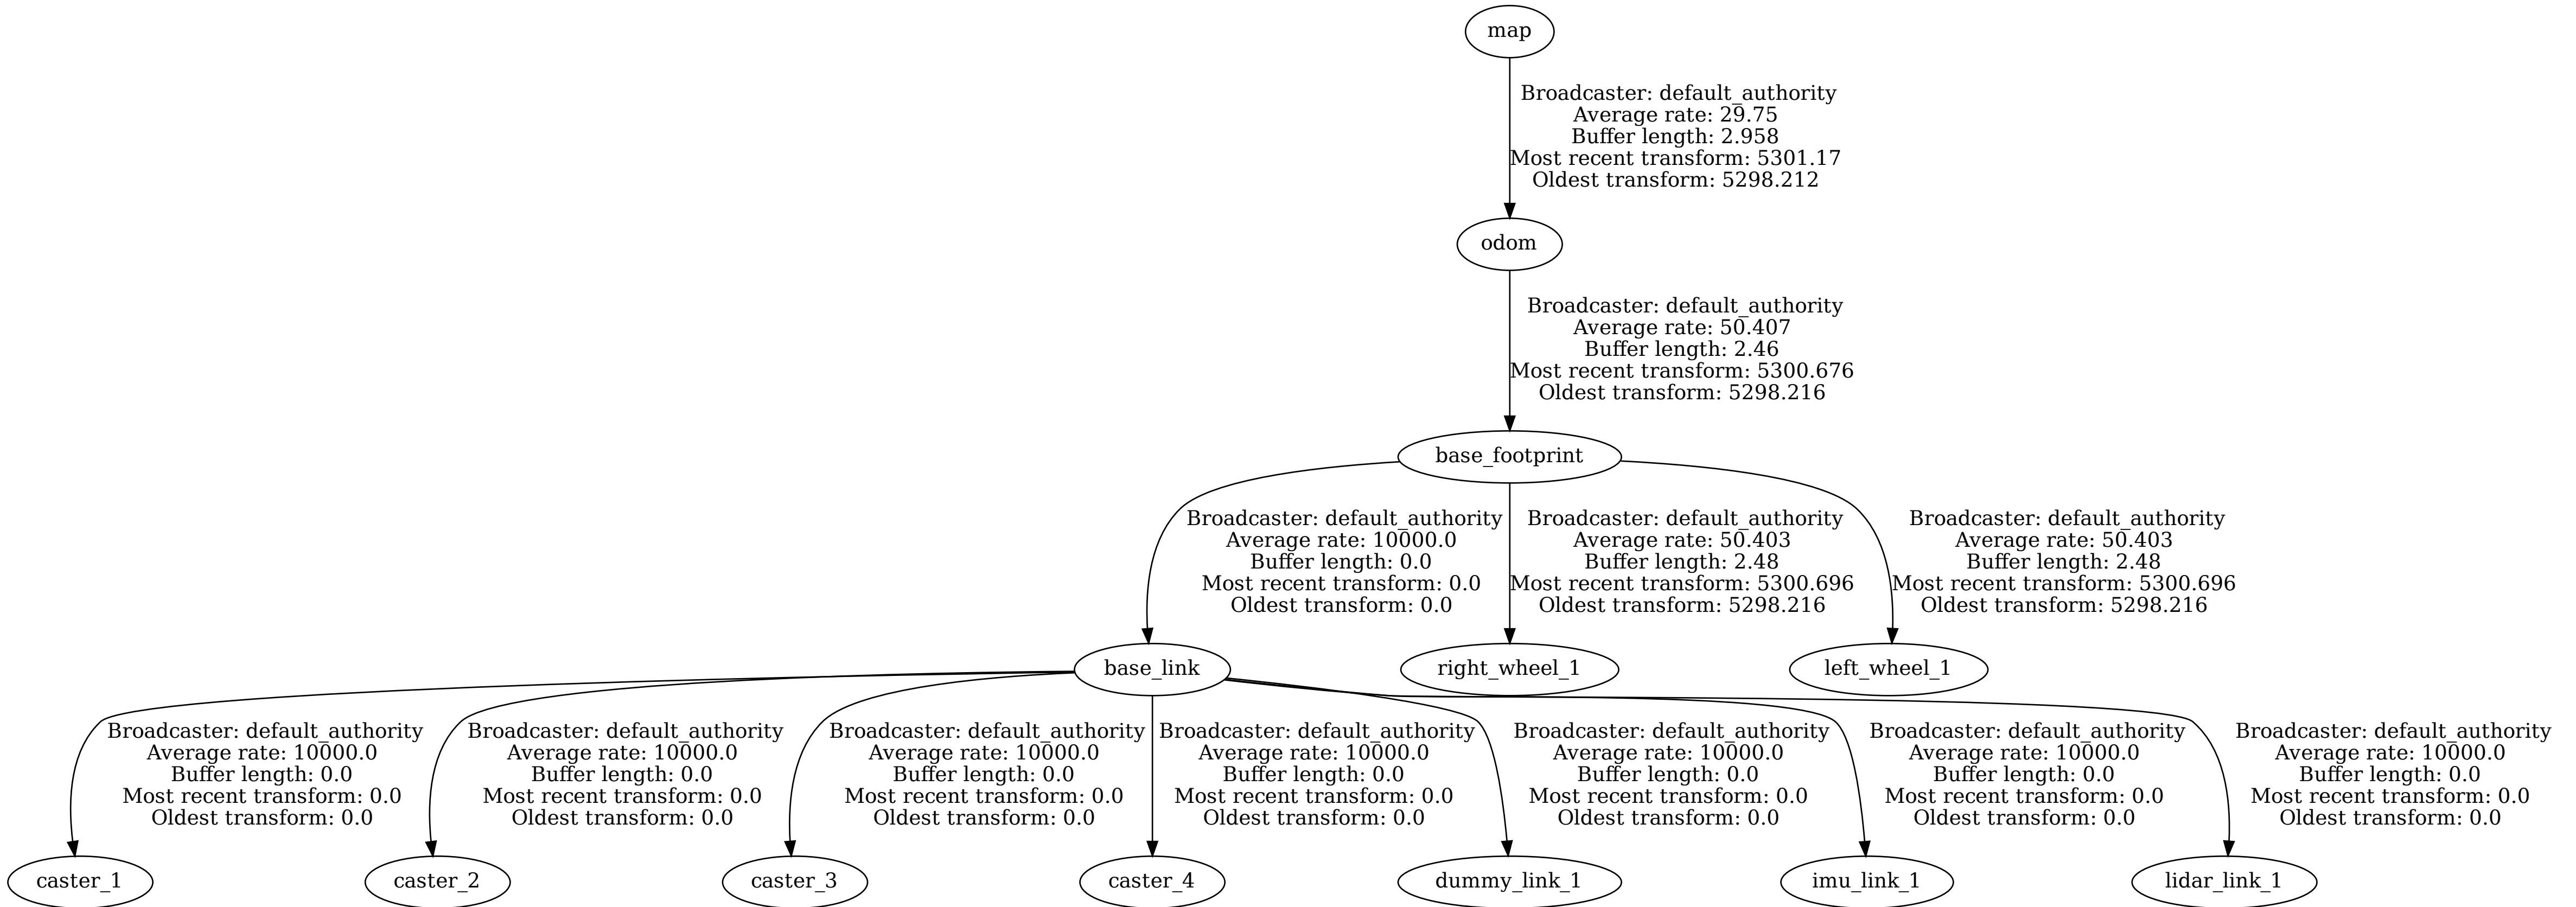 map
Broadcaster: default_authority
Average rate: 29.75
Buffer length: 2.958
Most recent transform: 5301.17
Oldest transform: 5298.212
odom
Broadcaster: default_authority
Average rate: 50.407
Buffer length: 2.46
Most recent transform: 5300.676
Oldest transform: 5298.216
base_footprint
Broadcaster: default_authority
Average rate: 10000.0
Buffer length: 0.0
Most recent transform: 0.0
Oldest transform: 0.0
Broadcaster: default_authority
Average rate: 50.403
Buffer length: 2.48
Most recent transform: 5300.696
Oldest transform: 5298.216
Broadcaster: default_authority
Average rate: 50.403
Buffer length: 2.48
Most recent transform: 5300.696
Oldest transform: 5298.216
base_link
right_wheel_1
left_wheel_1
Broadcaster: default_authority
Average rate: 10000.0
Buffer length: 0.0
Most recent transform: 0.0
Oldest transform: 0.0
Broadcaster: default_authority
Average rate: 10000.0
Buffer length: 0.0
Most recent transform: 0.0
Oldest transform: 0.0
Broadcaster: default_authority
Average rate: 10000.0
Buffer length: 0.0
Most recent transform: 0.0
Oldest transform: 0.0
Broadcaster: default_authority
Average rate: 10000.0
Buffer length: 0.0
Most recent transform: 0.0
Oldest transform: 0.0
Broadcaster: default_authority
Average rate: 10000.0
Buffer length: 0.0
Most recent transform: 0.0
Oldest transform: 0.0
Broadcaster: default_authority
Average rate: 10000.0
Buffer length: 0.0
Most recent transform: 0.0
Oldest transform: 0.0
Broadcaster: default_authority
Average rate: 10000.0
Buffer length: 0.0
Most recent transform: 0.0
Oldest transform: 0.0
caster_1
caster_2
caster_3
caster_4
dummy_link_1
imu_link_1
lidar_link_1